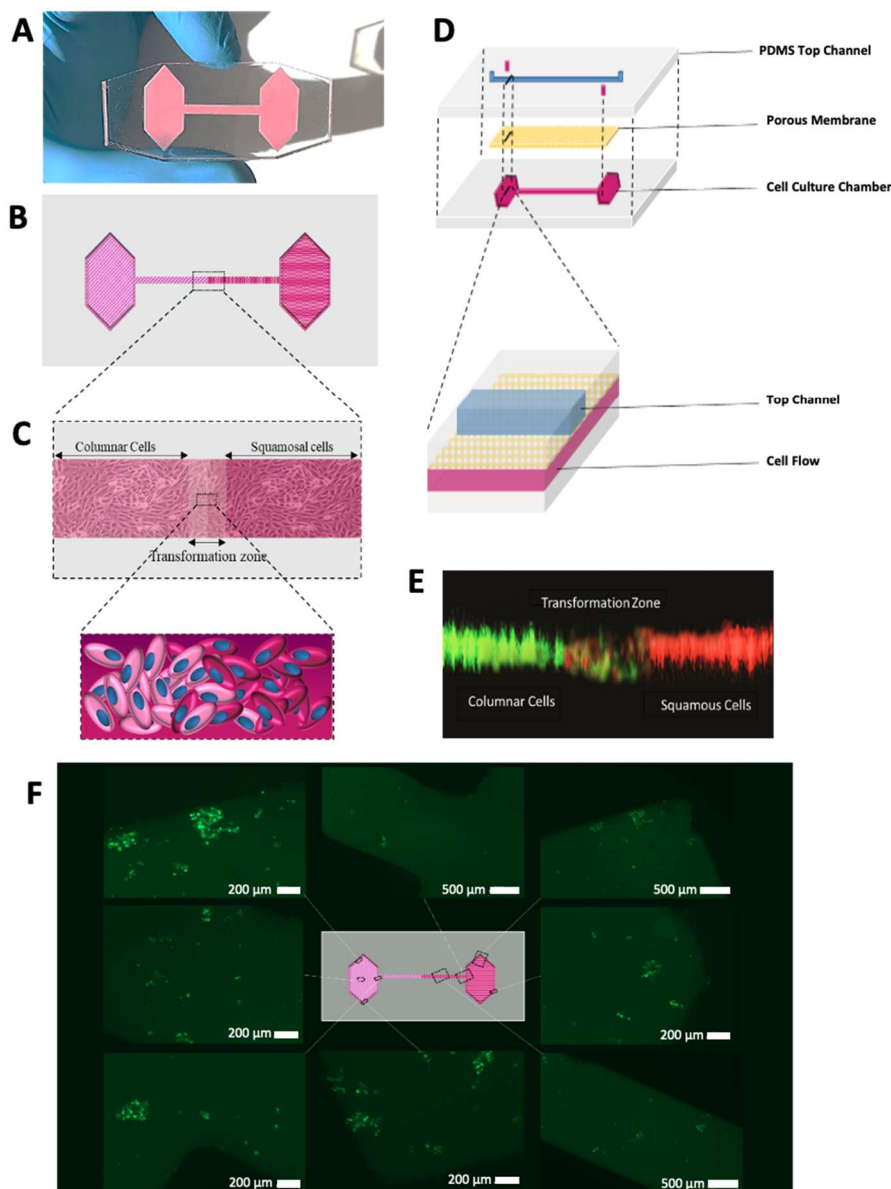 A
B
C
Columnar Cells
Squamosal cells
Transformation zone
D
PDMS Top Channel
Porous Membrane
Cell Culture Chamber
Top Channel
Cell Flow
E
Transformation Zone
Columnar Cells
Squamous Cells
F
200 μm
500 μm
500 μm
200 μm
200 μm
200 μm
200 μm
500 μm